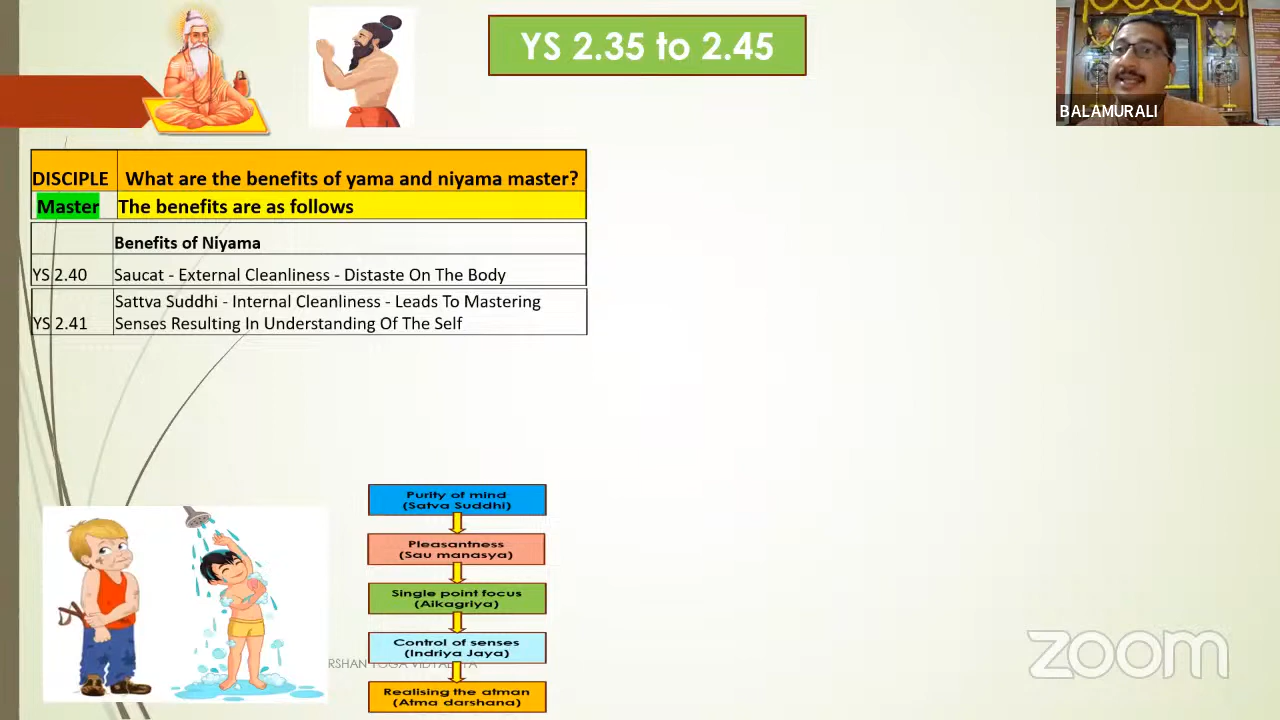 YS 2.35 to 2.45
BALAMURALI
DISCIPLE What are the benefits of yama and niyama master?
Master The benefits are as follows
Benefits of Niyama
YS 2.40 Saucat - External Cleanliness - Distaste On The Body
Sattva Suddhi - Internal Cleanliness - Leads To Mastering
YS 2.41 Senses Resulting In Understanding Of The Self
Purity of mind
(Satva Suddhi)
Pleasantness
(Sau manasya)
Single point focus
(Aikagriya)
Control of senses
(Indriya Jaya)
Realising the atman
(Atma darshana)
zoom